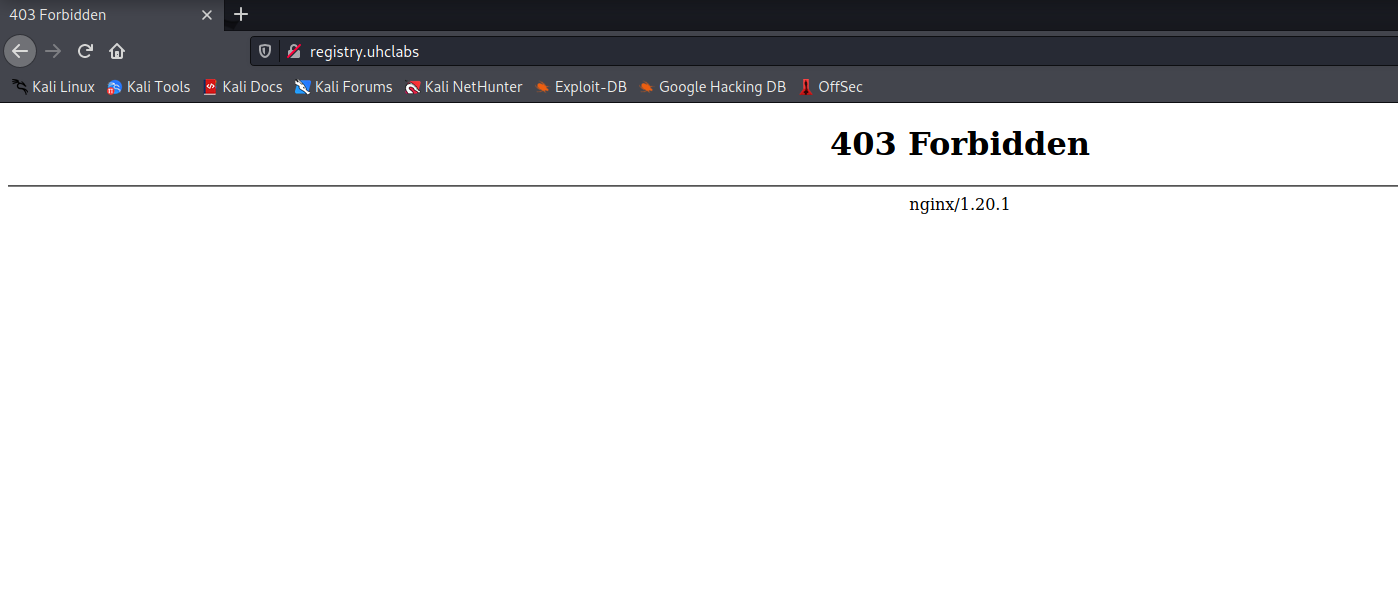 403 Forbidden
registry.uhclabs
Kali Linux Kali Tools Kali Docs Kali Forums Kali NetHunter Exploit-DB Google Hacking DB OffSec
403 Forbidden
nginx/1.20.1